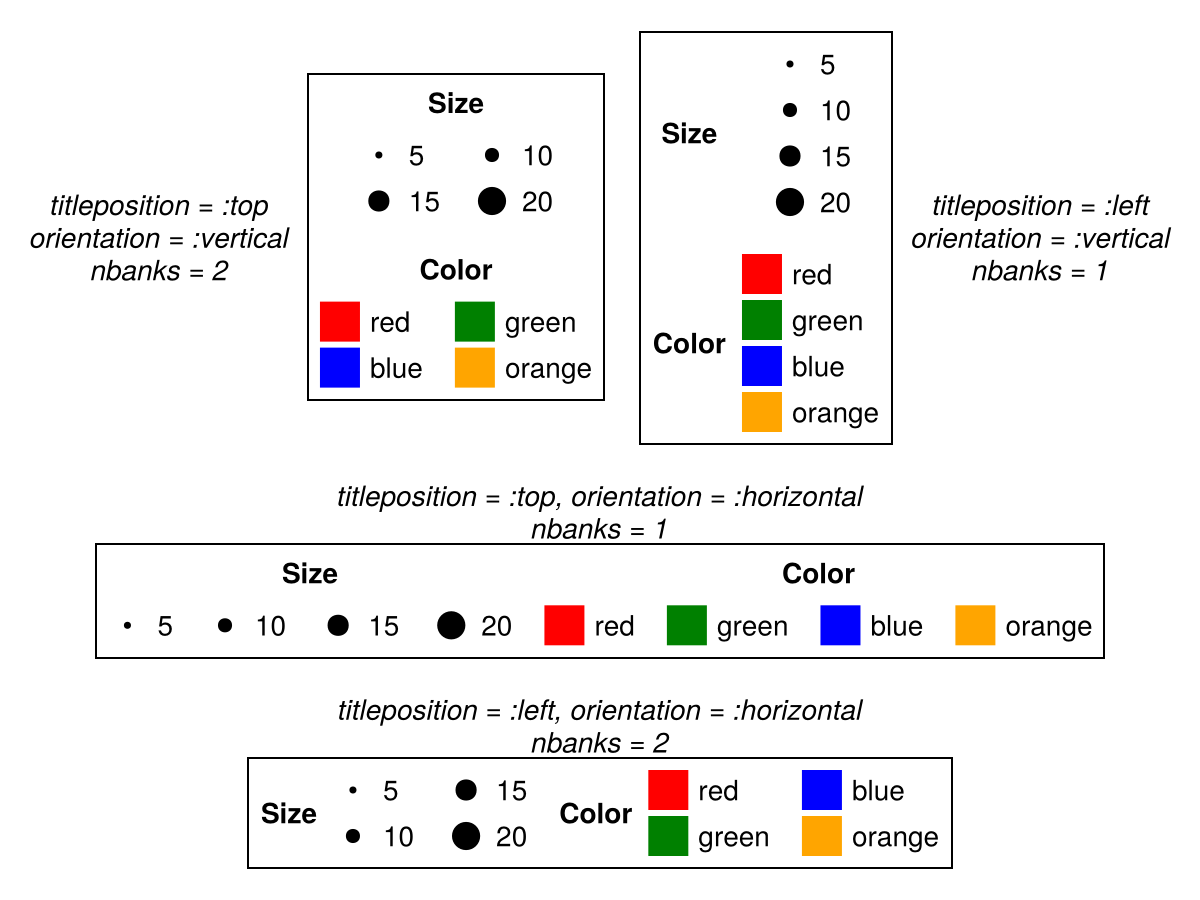 titleposition = :top
orientation = :vertical
nbanks = 2
Size
5 10
15 20
Color
red green
blue orange
Size
5
10
15
20
Color
red
green
blue
orange
titleposition = :left
orientation = :vertical
nbanks = 1
titleposition = :top, orientation = :horizontal
nbanks = 1
Size Color
5 10 15 20 red green blue orange
titleposition = :left, orientation = :horizontal
nbanks = 2
Size
5 15
10 20
Color
red blue
green orange